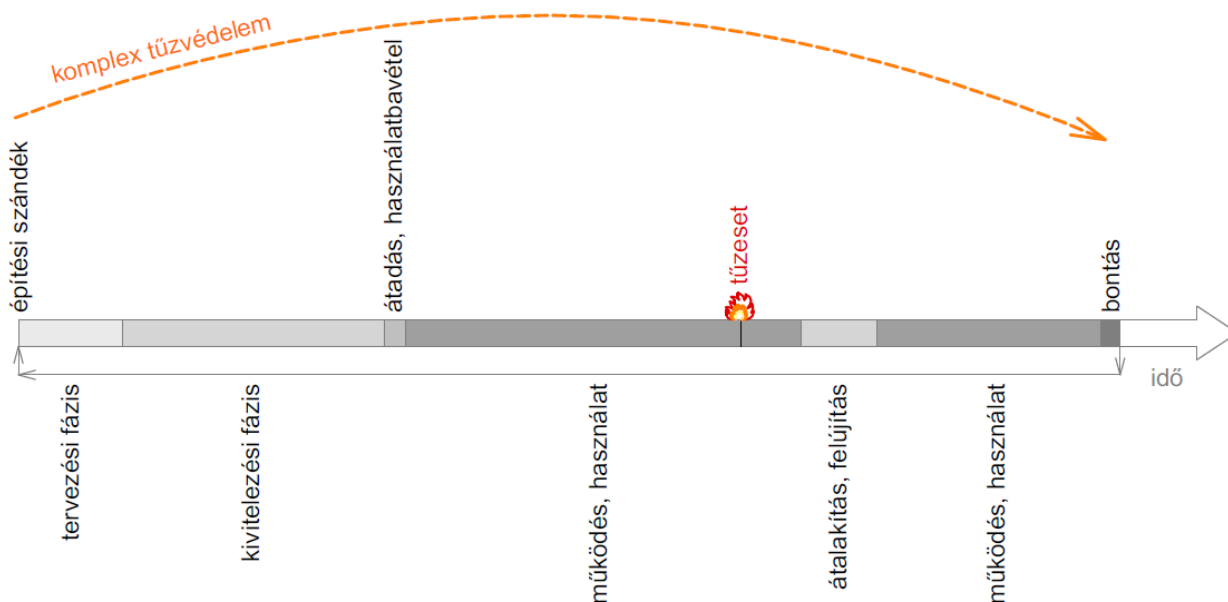 komplex tűzvédelem
építési szándék
átadás, használatbavétel
tűzeset
bontás
idő
tervezési fázis
kivitelezési fázis
működés, használat
átalakítás, felújítás
működés, használat